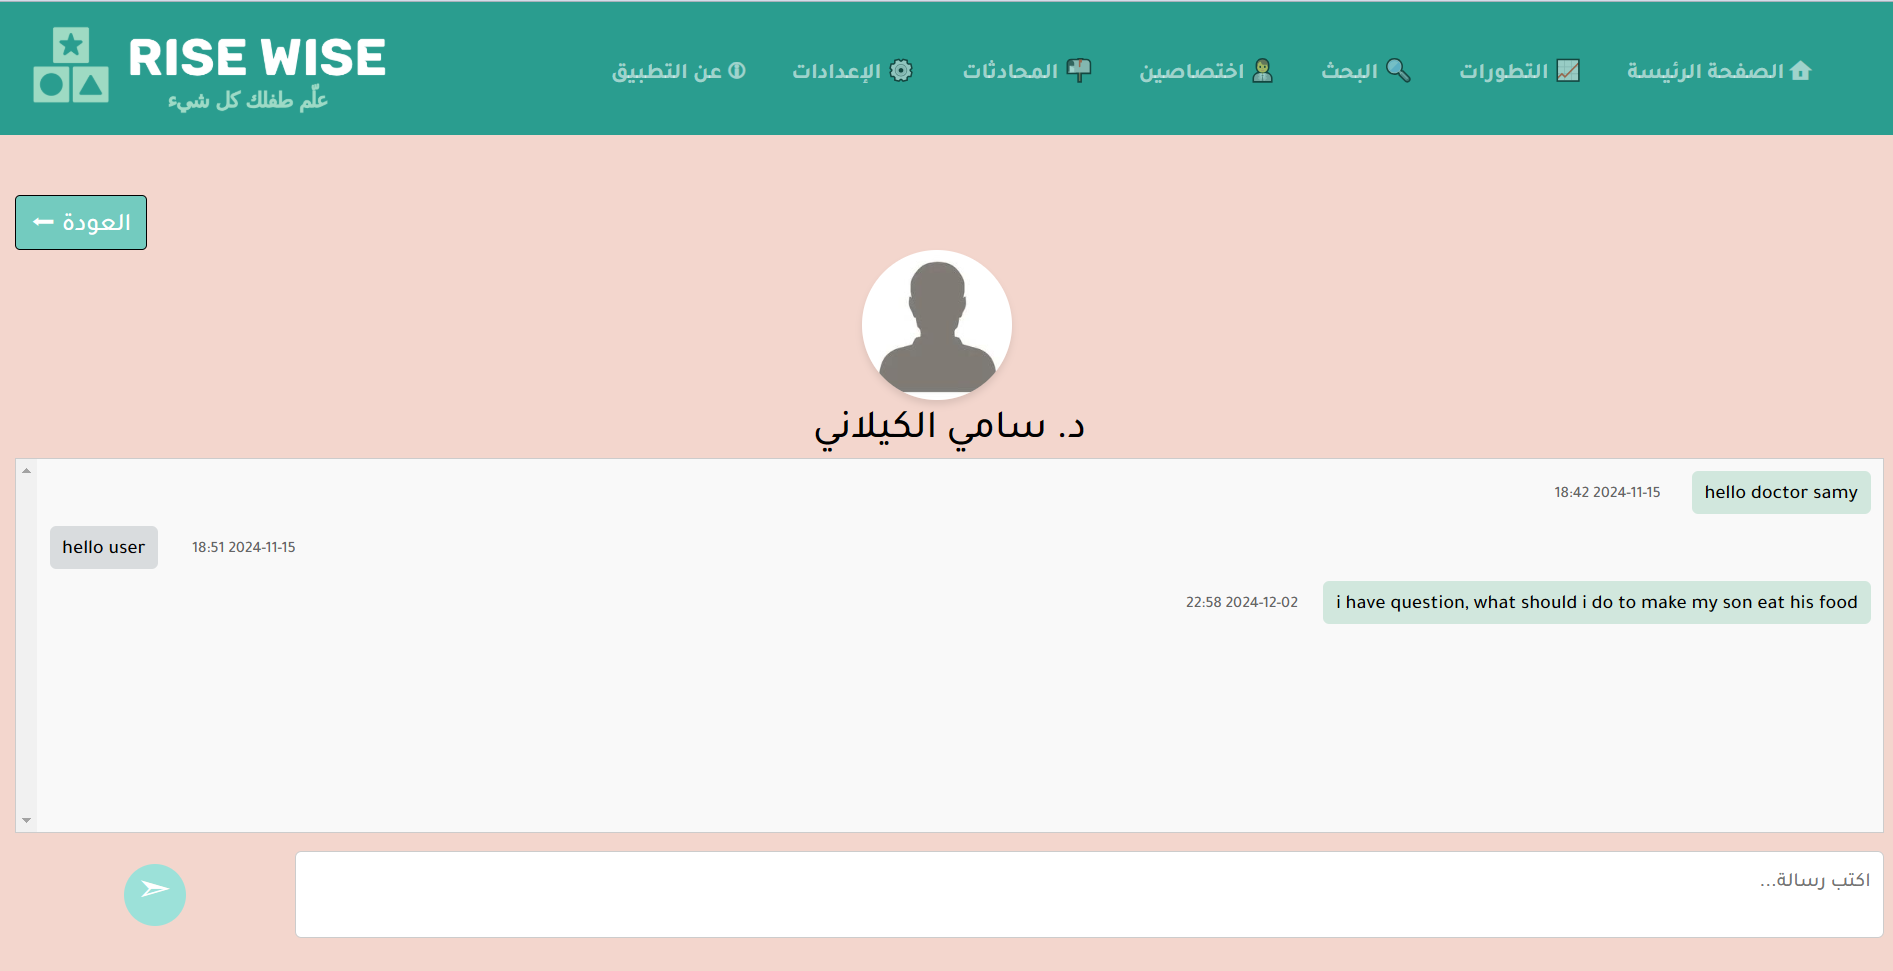 RISE WISE
علّم طفلك كل شيء
الصفحة الرئيسة
التطورات
البحث
اختصاصين
المحادثات
الإعدادات
عن التطبيق
العودة
د. سامي الكيلاني
hello doctor samy
18:42 2024-11-15
hello user
18:51 2024-11-15
i have question, what should i do to make my son eat his food
22:58 2024-12-02
اكتب رسالة...